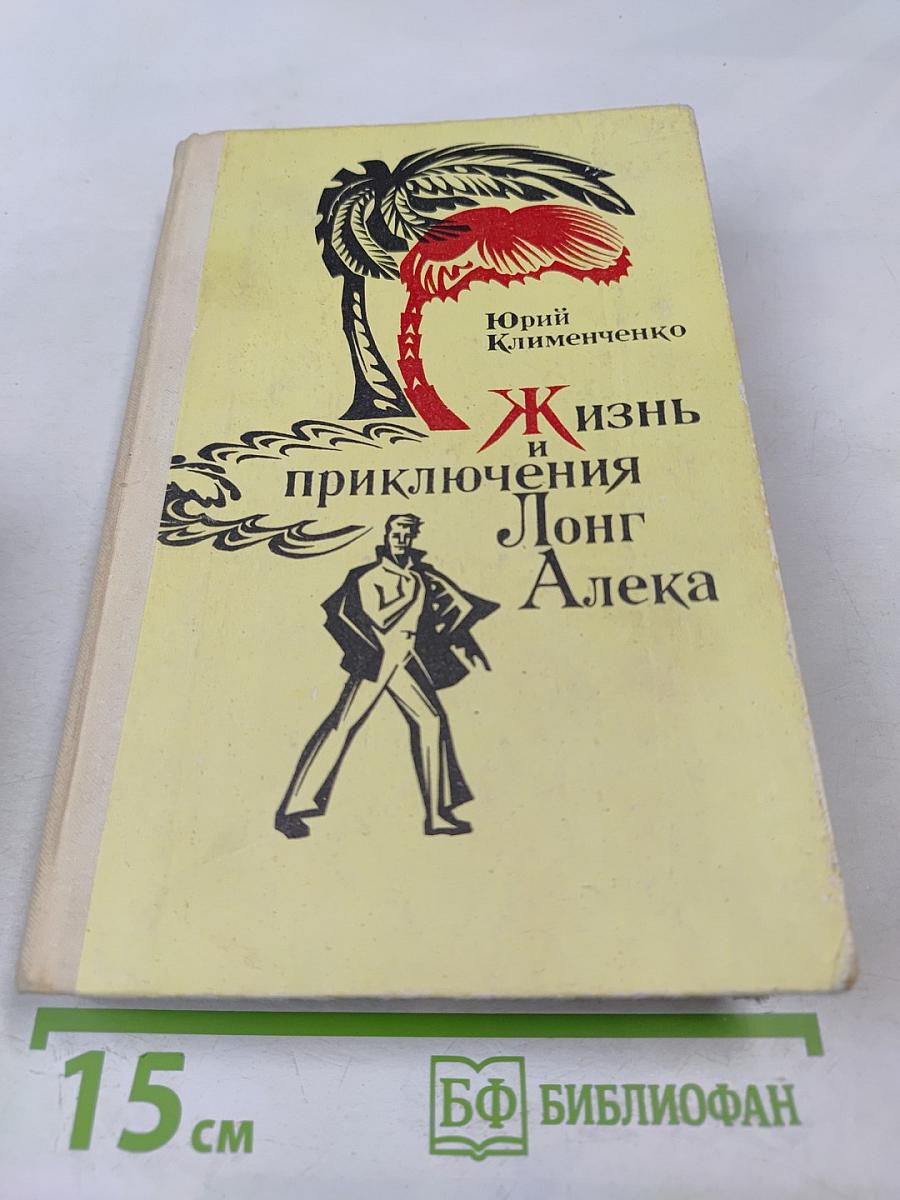 Юрий
Клименченко
Жизнь
и
приключения
Лонг
Алека
15 см
БФ БИБЛИОФАН